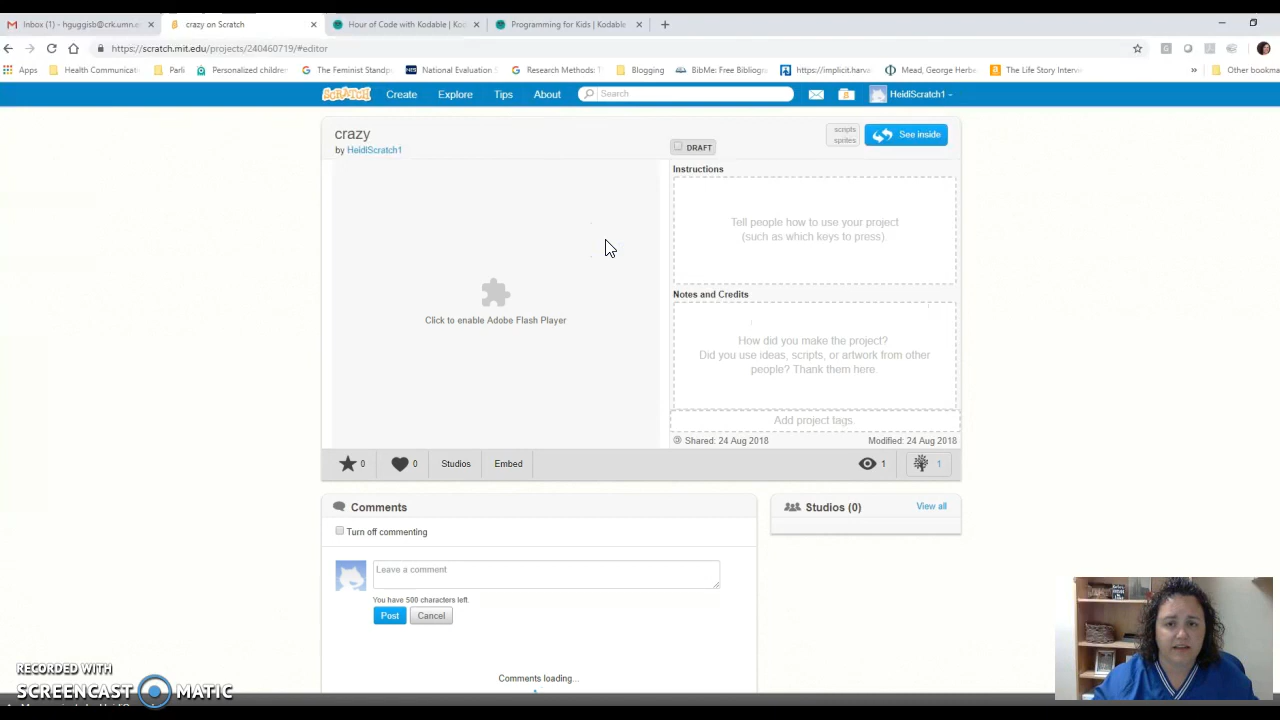 Inbox (1) - hguggisb@crk.umn.e
crazy on Scratch
Hour of Code with Kodable | Ko
Programming for Kids | Kodable
https://scratch.mit.edu/projects/240460719/#editor
Apps
Health Communicati
Parli
Personalized children
The Feminist Standp
National Evaluation S
Research Methods: T
Blogging
BibMe: Free Bibliogra
https://implicit.harva
Mead, George Herbe
The Life Story Interv
Other bookma
SCRATCH
Create
Explore
Tips
About
Search
HeidiScratch1
crazy
by HeidiScratch1
DRAFT
scripts
sprites
See inside
Instructions
Tell people how to use your project
(such as which keys to press)
Click to enable Adobe Flash Player
Notes and Credits
How did you make the project?
Did you use ideas, scripts, or artwork from other
people? Thank them here
Add project tags.
Shared: 24 Aug 2018
Modified: 24 Aug 2018
0
0
Studios
Embed
1
1
Comments
Turn off commenting
Leave a comment
You have 500 characters left.
Post
Cancel
Comments loading...
Studios (0)
View all
RECORDED WITH
SCREENCAST MATIC